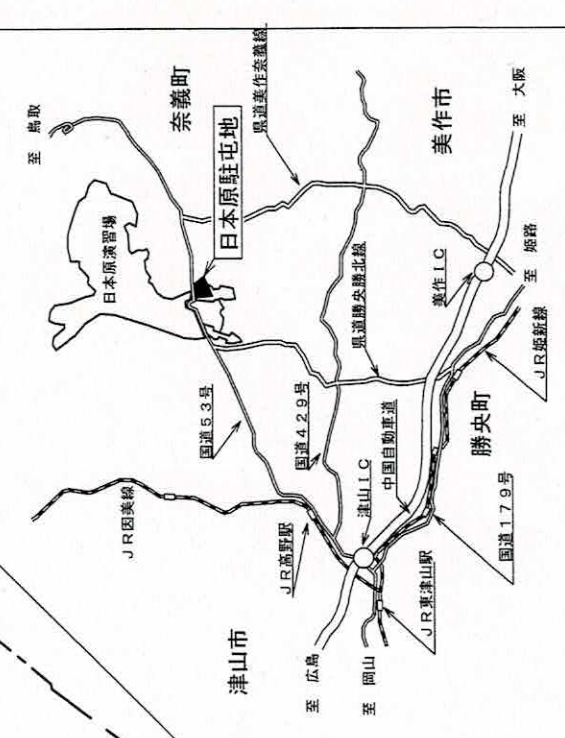 至 鳥取
奈義町
日本原駐屯地
県道美作奈義線
日本原演習場
美作市
至 大阪
国道53号
国道429号
県道勝央勝北線
美作IC
至 姫路
JR姫新線
JR因美線
JR高野駅
津山IC
中国自動車道
勝央町
国道179号
津山市
JR東津山駅
至 広島
至 岡山